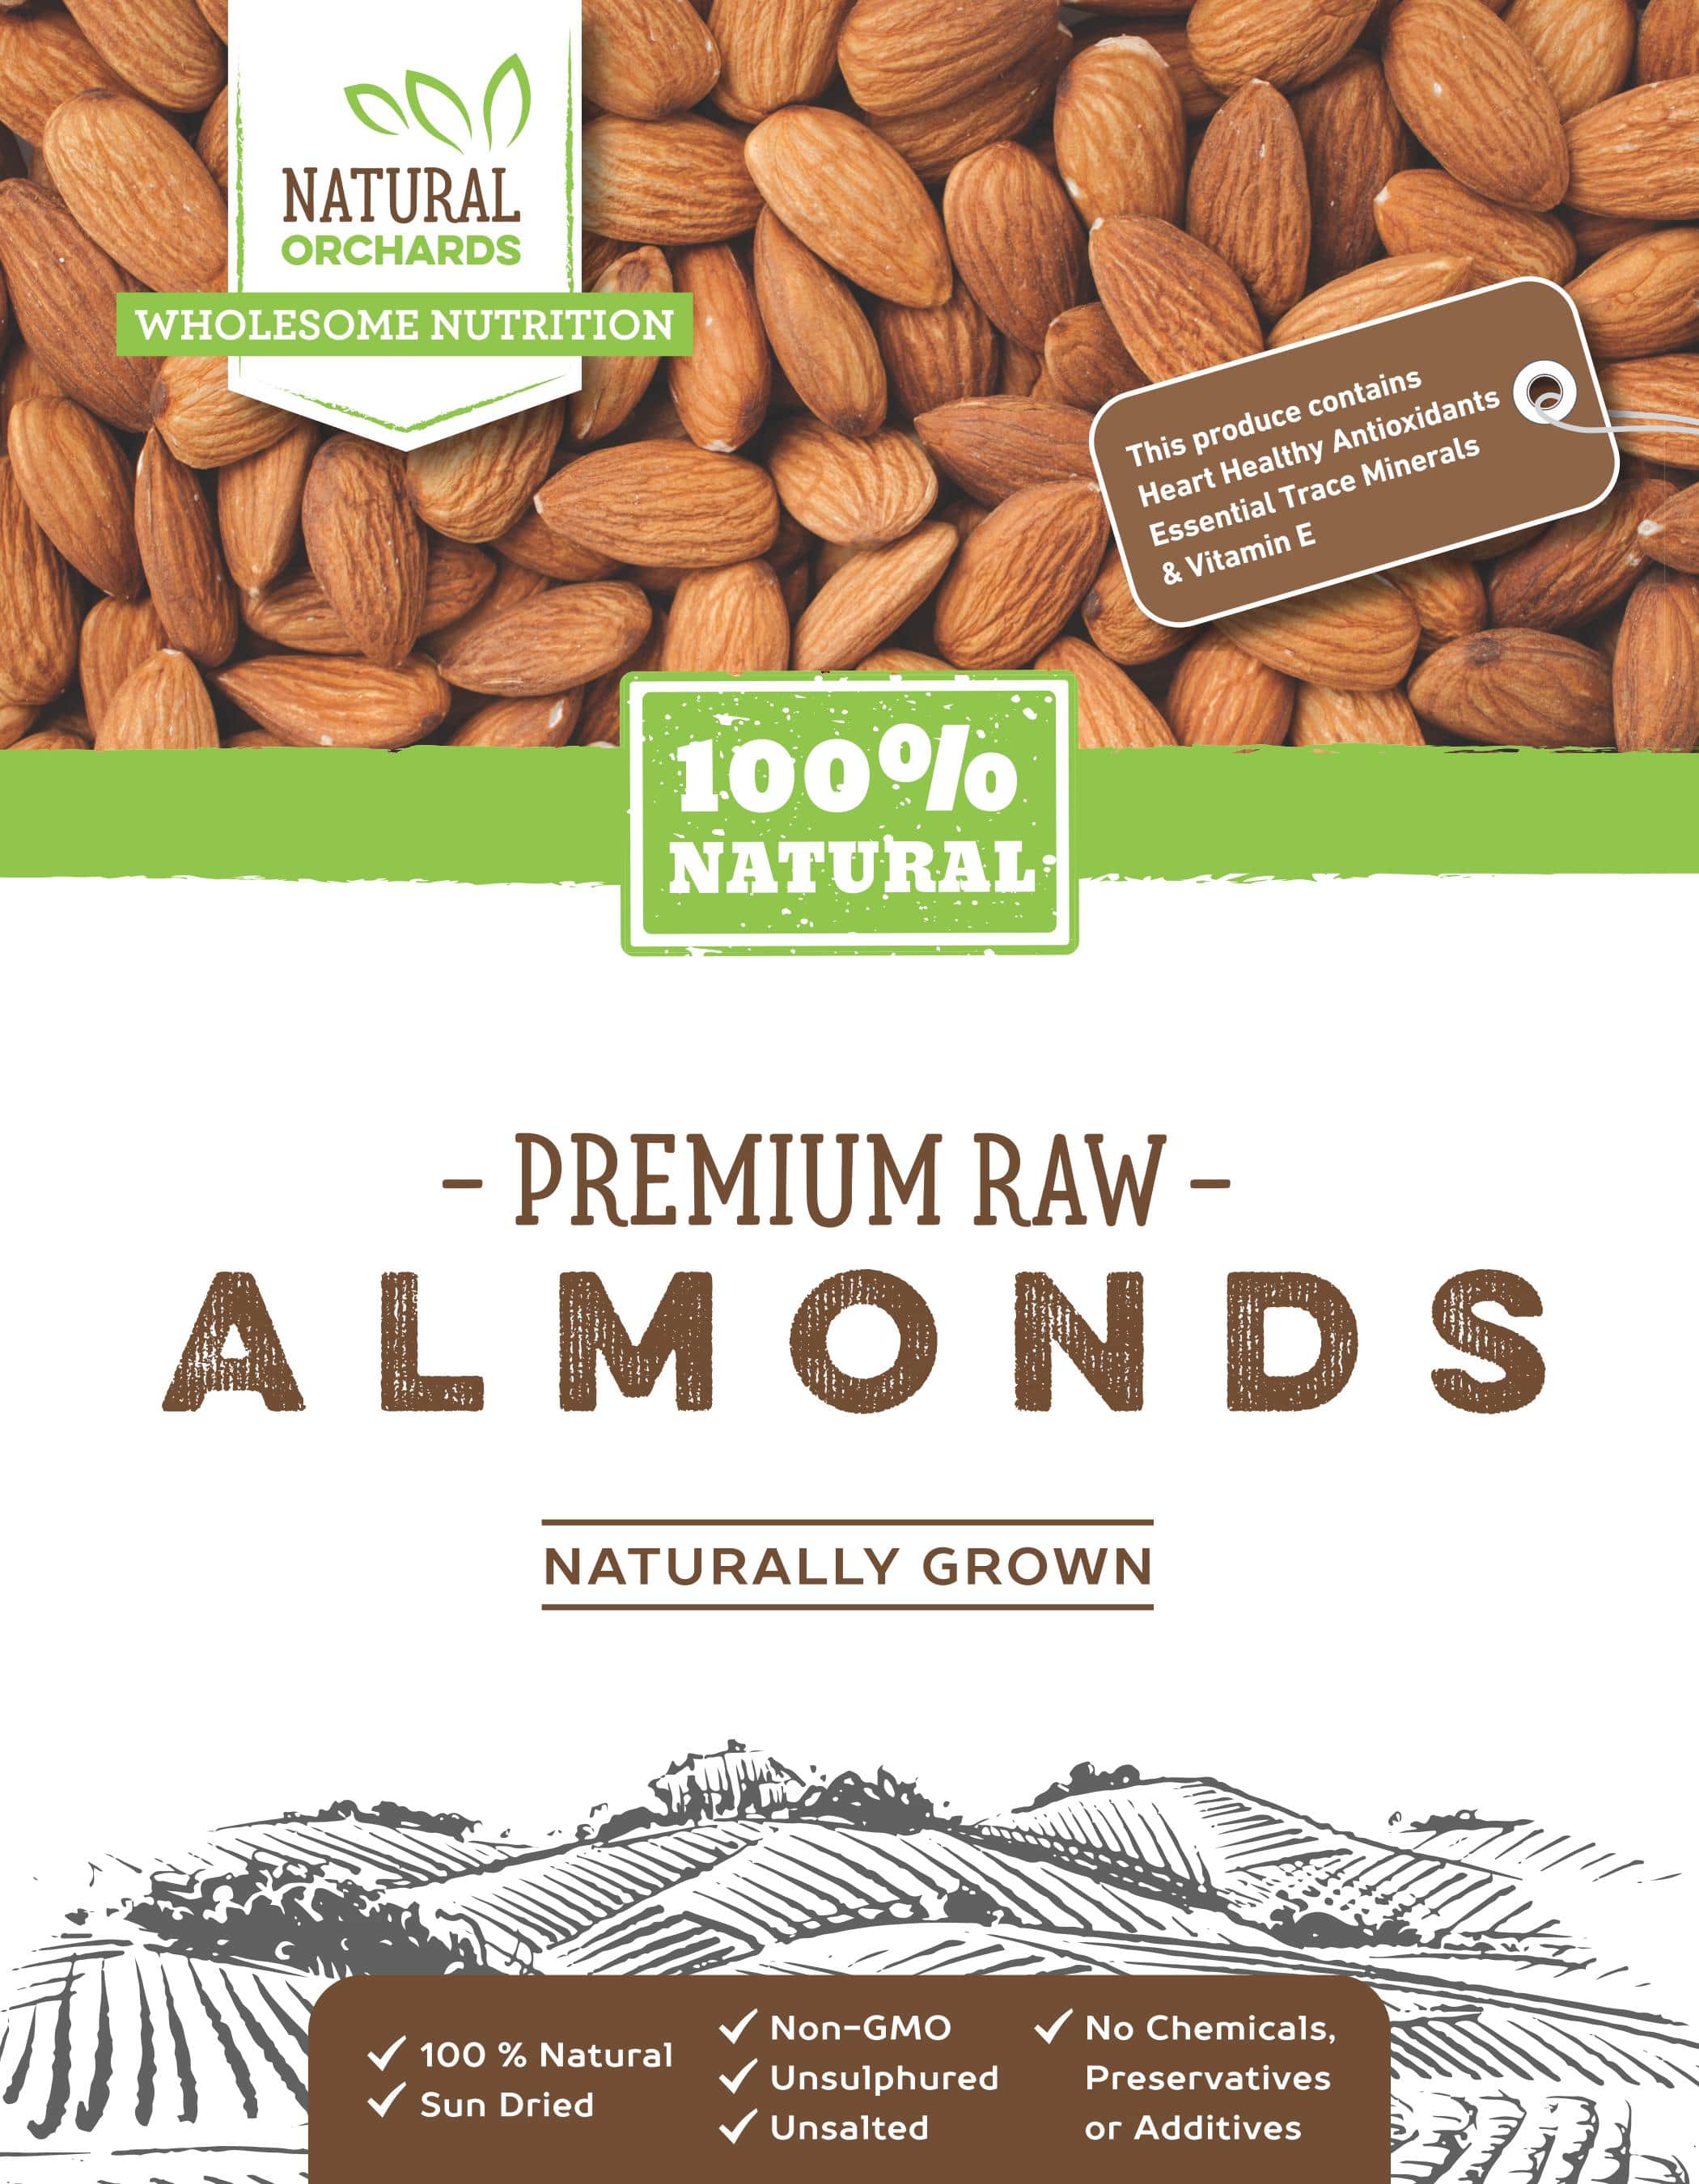 NATURAL
ORCHARDS
WHOLESOME NUTRITION
This produce contains
Heart Healthy Antioxidants
Essential Trace Minerals
& Vitamin E
100%
NATURAL
- PREMIUM RAW -
ALMONDS
NATURALLY GROWN
100 % Natural
Sun Dried
Non-GMO
Unsulphured
Unsalted
No Chemicals,
Preservatives
or Additives